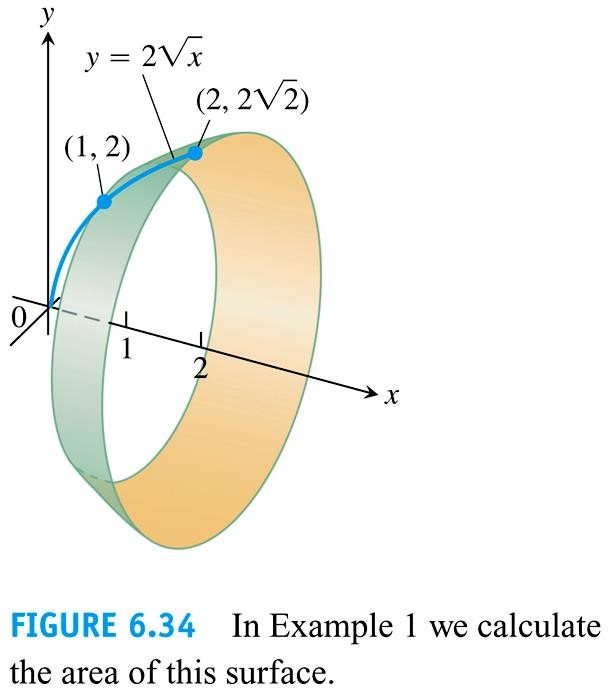 y
y = 2√x
(2, 2√2)
(1, 2)
0
1
2
x
FIGURE 6.34 In Example 1 we calculate
the area of this surface.